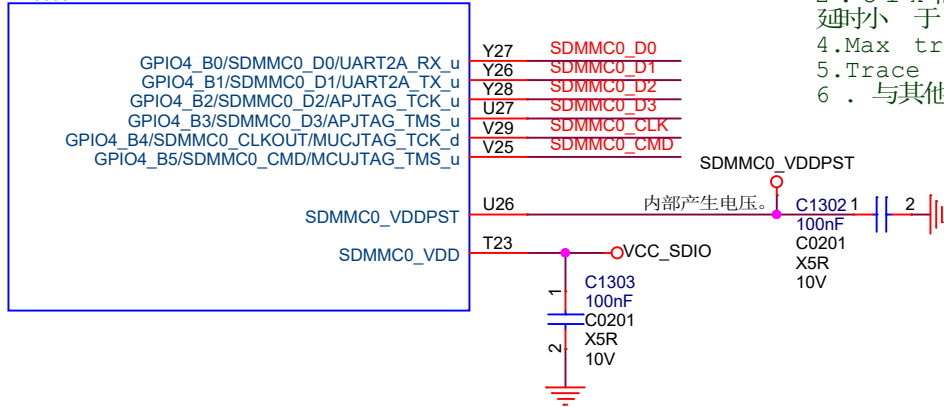 延时小 于
4.Max tr
5.Trace
6 . 与其他
GPIO4_B0/SDMMC0_D0/UART2A_RX_u Y27 SDMMC0_D0
GPIO4_B1/SDMMC0_D1/UART2A_TX_u Y26 SDMMC0_D1
GPIO4_B2/SDMMC0_D2/APJTAG_TCK_u Y28 SDMMC0_D2
GPIO4_B3/SDMMC0_D3/APJTAG_TMS_u U27 SDMMC0_D3
GPIO4_B4/SDMMC0_CLKOUT/MUCJTAG_TCK_d V29 SDMMC0_CLK
GPIO4_B5/SDMMC0_CMD/MCUJTAG_TMS_u V25 SDMMC0_CMD
SDMMC0_VDDPST
SDMMC0_VDDPST U26 内部产生电压。
C1302 1 2
100nF
C0201
X5R
10V
SDMMC0_VDD T23 VCC_SDIO
1
C1303
100nF
C0201
X5R
10V
2